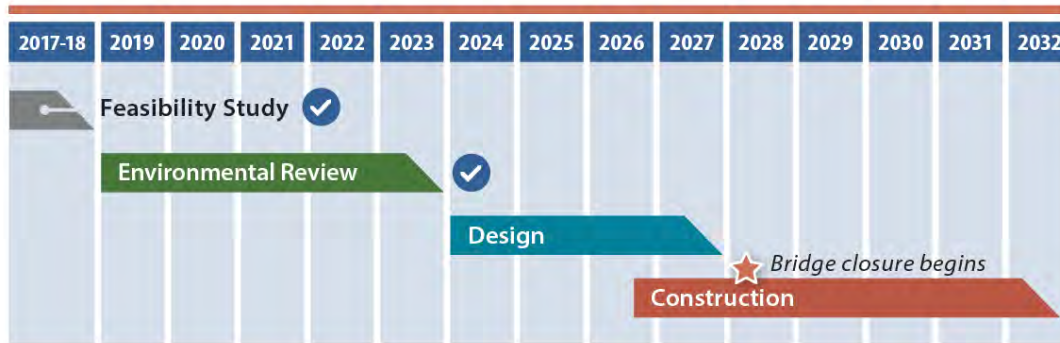 2017-18 2019 2020 2021 2022 2023 2024 2025 2026 2027 2028 2029 2030 2031 2032
Feasibility Study
Environmental Review
Design
Bridge closure begins
Construction